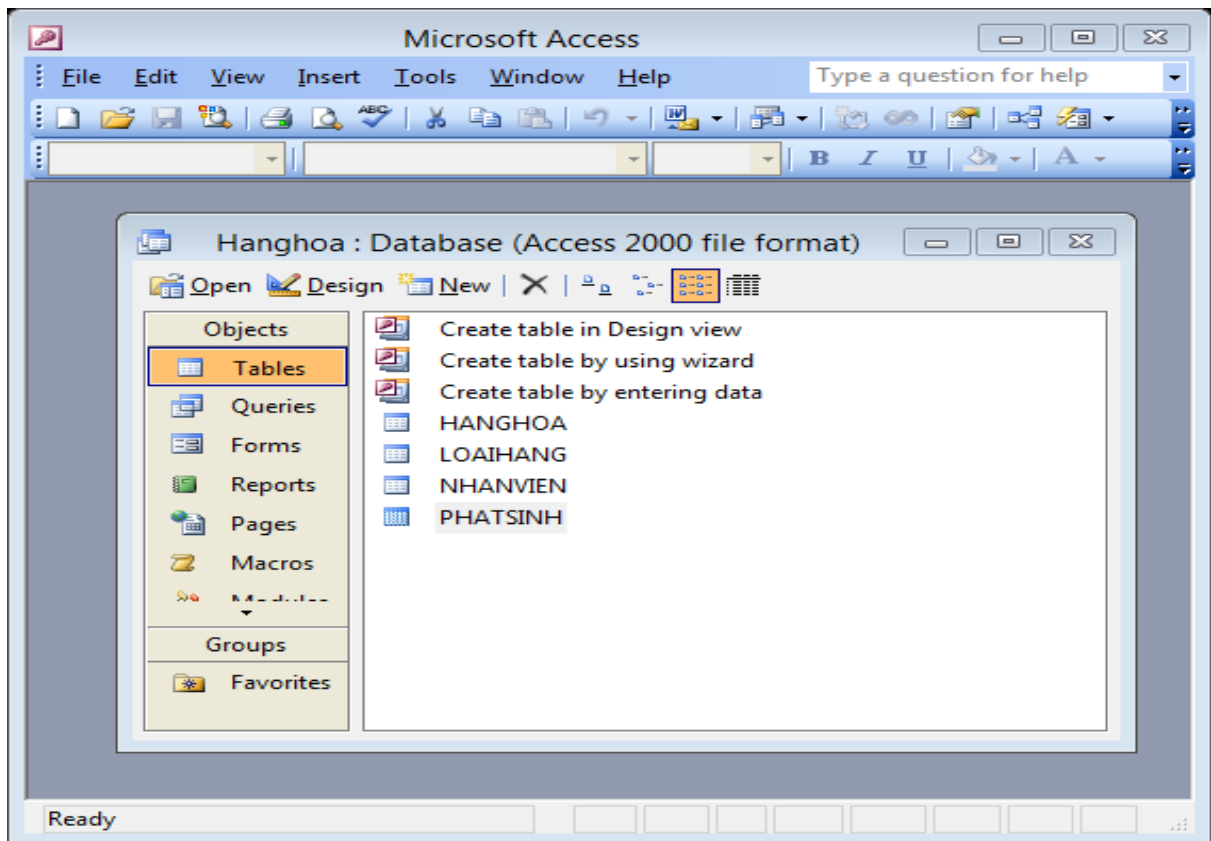 Microsoft Access
File Edit View Insert Tools Window Help Type a question for help
ABC W
B I U A
Hanghoa : Database (Access 2000 file format)
Open Design New
Objects
Tables
Queries
Forms
Reports
Pages
Macros
Groups
Favorites
Create table in Design view
Create table by using wizard
Create table by entering data
HANGHOA
LOAIHANG
NHANVIEN
PHATSINH
Ready